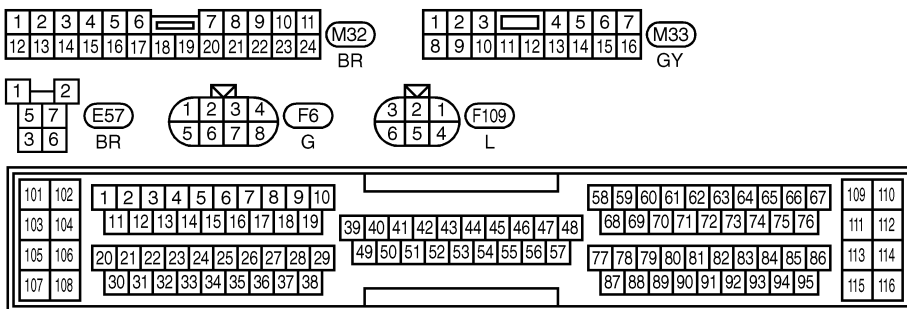 1 2 3 4 5 6 7 8 9 10 11
12 13 14 15 16 17 18 19 20 21 22 23 24
M32
BR
1 2 3 4 5 6 7
8 9 10 11 12 13 14 15 16
M33
GY
1 2
5 7
3 6
E57
BR
1 2 3 4
5 6 7 8
F6
G
3 2 1
6 5 4
F109
L
101 102
103 104
105 106
107 108
1 2 3 4 5 6 7 8 9 10
11 12 13 14 15 16 17 18 19
20 21 22 23 24 25 26 27 28 29
30 31 32 33 34 35 36 37 38
39 40 41 42 43 44 45 46 47 48
49 50 51 52 53 54 55 56 57
58 59 60 61 62 63 64 65 66 67
68 69 70 71 72 73 74 75 76
77 78 79 80 81 82 83 84 85 86
87 88 89 90 91 92 93 94 95
109 110
111 112
113 114
115 116